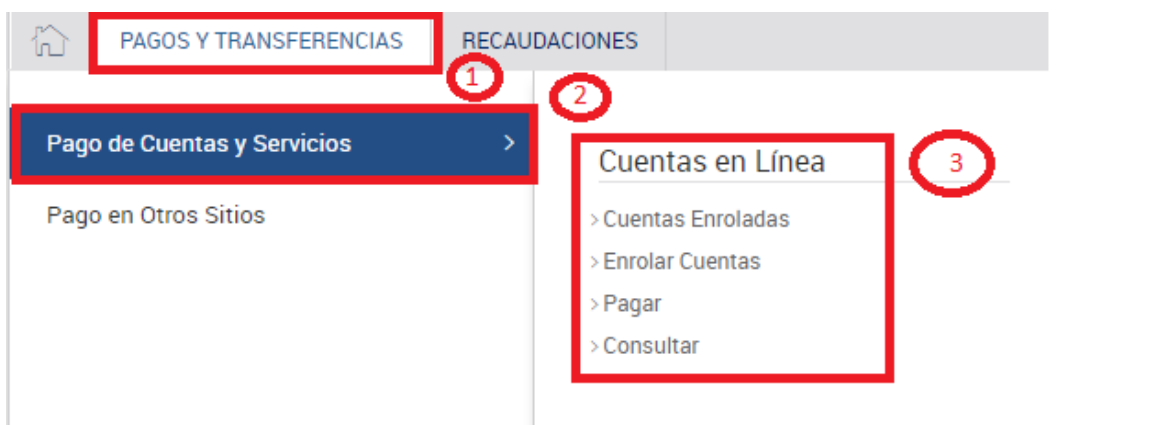 PAGOS Y TRANSFERENCIAS RECAUDACIONES
1
2
Pago de Cuentas y Servicios >
Pago en Otros Sitios
Cuentas en Línea 3
> Cuentas Enroladas
> Enrolar Cuentas
> Pagar
> Consultar